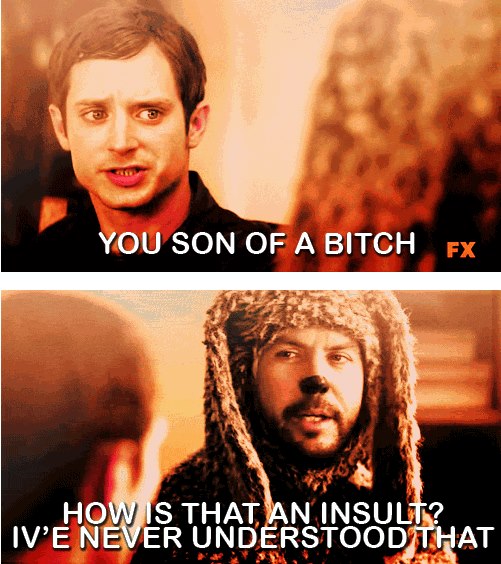 YOU SON OF A BITCH
FX
HOW IS THAT AN INSULT?
IV'E NEVER UNDERSTOOD THAT